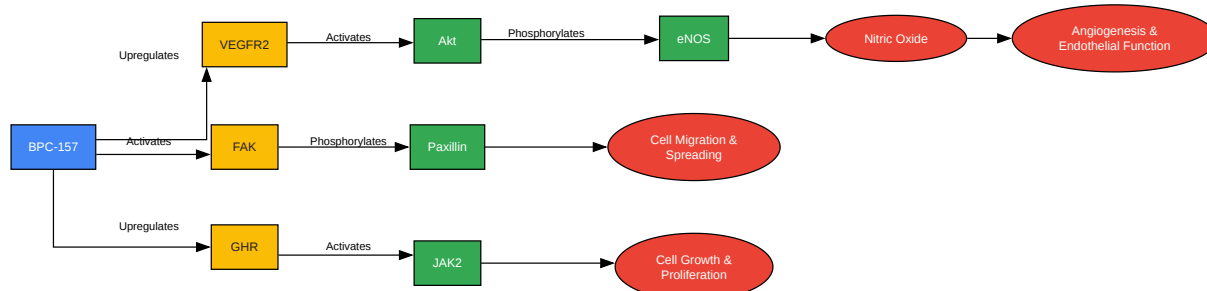 Upregulates
VEGFR2
Activates
Akt
Phosphorylates
eNOS
Nitric Oxide
Angiogenesis &
Endothelial Function
BPC-157
Activates
FAK
Phosphorylates
Paxillin
Cell Migration &
Spreading
Upregulates
GHR
Activates
JAK2
Cell Growth &
Proliferation